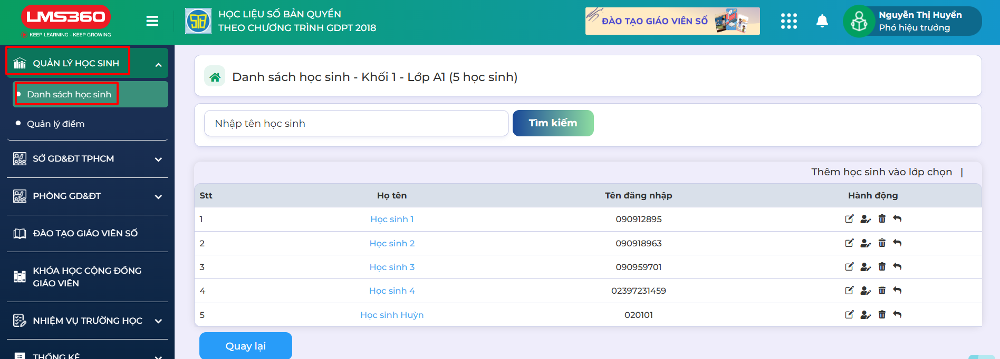 LMS360
KEEP LEARNING - KEEP GROWING
HỌC LIỆU SỐ BẢN QUYỀN
THEO CHƯƠNG TRÌNH GDPT 2018
ĐÀO TẠO GIÁO VIÊN SỐ
Nguyễn Thị Huyền
Phó hiệu trưởng
QUẢN LÝ HỌC SINH
Danh sách học sinh
Quản lý điểm
SỞ GD&ĐT TPHCM
PHÒNG GD&ĐT
ĐÀO TẠO GIÁO VIÊN SỐ
KHÓA HỌC CỘNG ĐỒNG
GIÁO VIÊN
NHIỆM VỤ TRƯỜNG HỌC
THỐNG KÊ
Danh sách học sinh - Khối 1 - Lớp A1 (5 học sinh)
Nhập tên học sinh
Tìm kiếm
Thêm học sinh vào lớp chọn |
Stt Họ tên Tên đăng nhập Hành động
1 Học sinh 1 090912895
2 Học sinh 2 090918963
3 Học sinh 3 090959701
4 Học sinh 4 02397231459
5 Học sinh Huỳn 020101
Quay lại